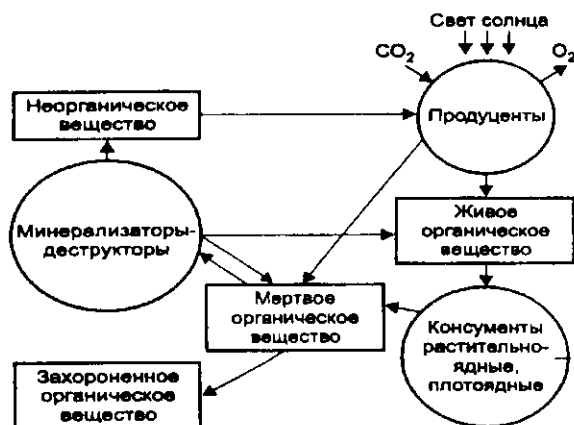 Свет солнца
CO₂
O₂
Неорганическое
вещество
Продуценты
Минерализаторы-
деструкторы
Живое
органическое
вещество
Мертвое
органическое
вещество
Консументы
растительно-
ядные,
плотоядные
Захороненное
органическое
вещество